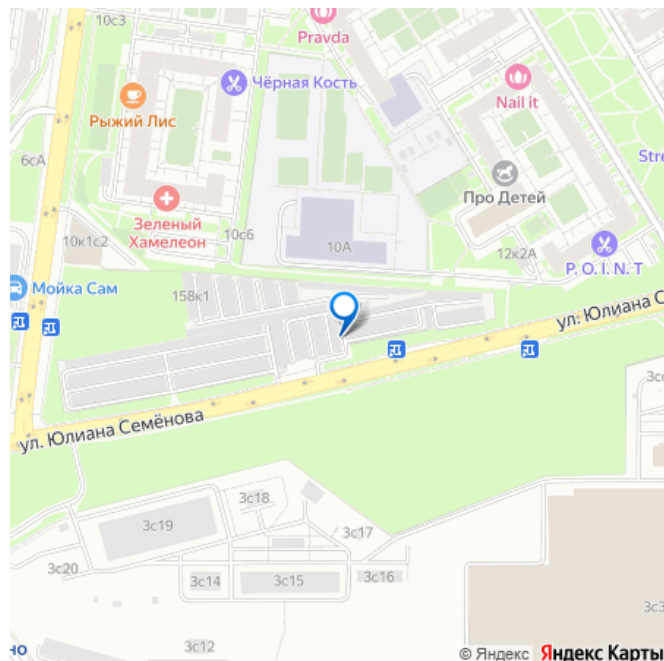 10с3
Pravda
Чёрная Кость
Nail it
Рыжий Лис
6сА
Stre
Про Детей
Зеленый
Хамелеон
10к1с2
10с6
10А
12к2А
P. O. I. N. T
Мойка Сам
158к1
ул. Юлиана С
ул. Юлиана Семёнова
3с
3с18
3с19
3с17
3с20
3с14
3с15
3с16
3с3
3с12
но
© Яндекс Яндекс Карты